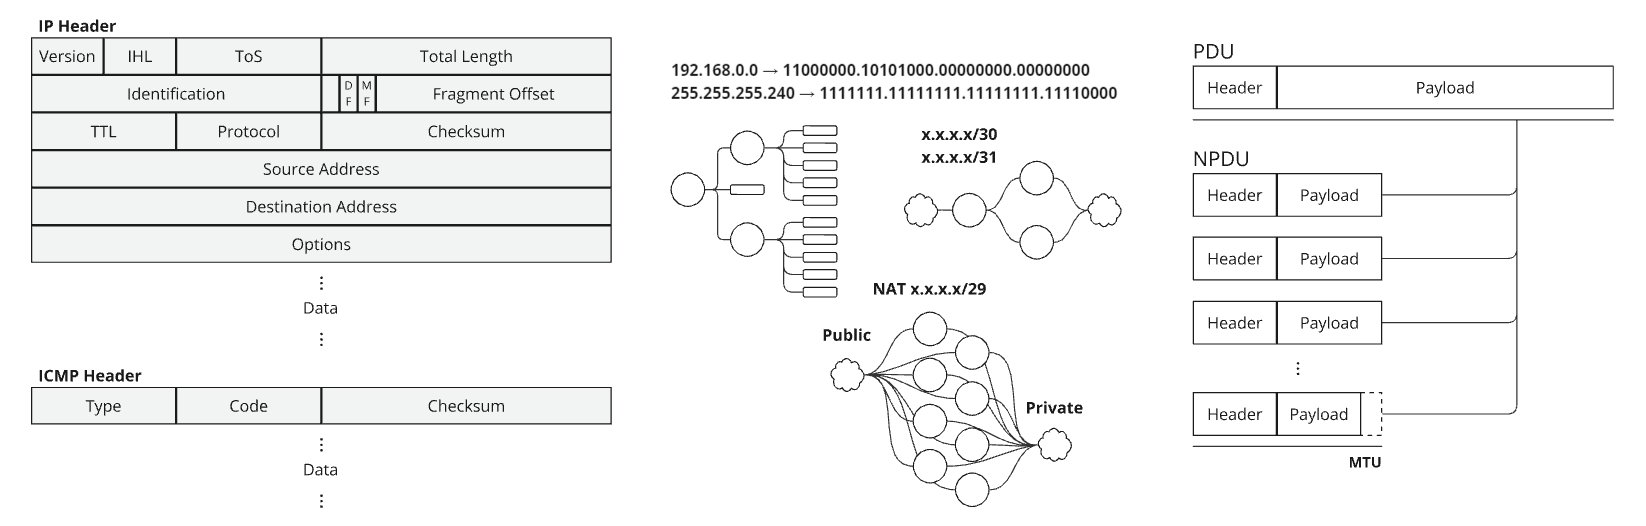 IP Header
Version IHL ToS Total Length
Identification DF MF Fragment Offset
TTL Protocol Checksum
Source Address
Destination Address
Options
⋮
Data
⋮
ICMP Header
Type Code Checksum
⋮
Data
⋮
192.168.0.0 → 11000000.10101000.00000000.00000000
255.255.255.240 → 1111111.11111111.11111111.11110000
x.x.x.x/30
x.x.x.x/31
NAT x.x.x.x/29
Public
Private
PDU
Header Payload
NPDU
Header Payload
Header Payload
Header Payload
⋮
Header Payload
MTU